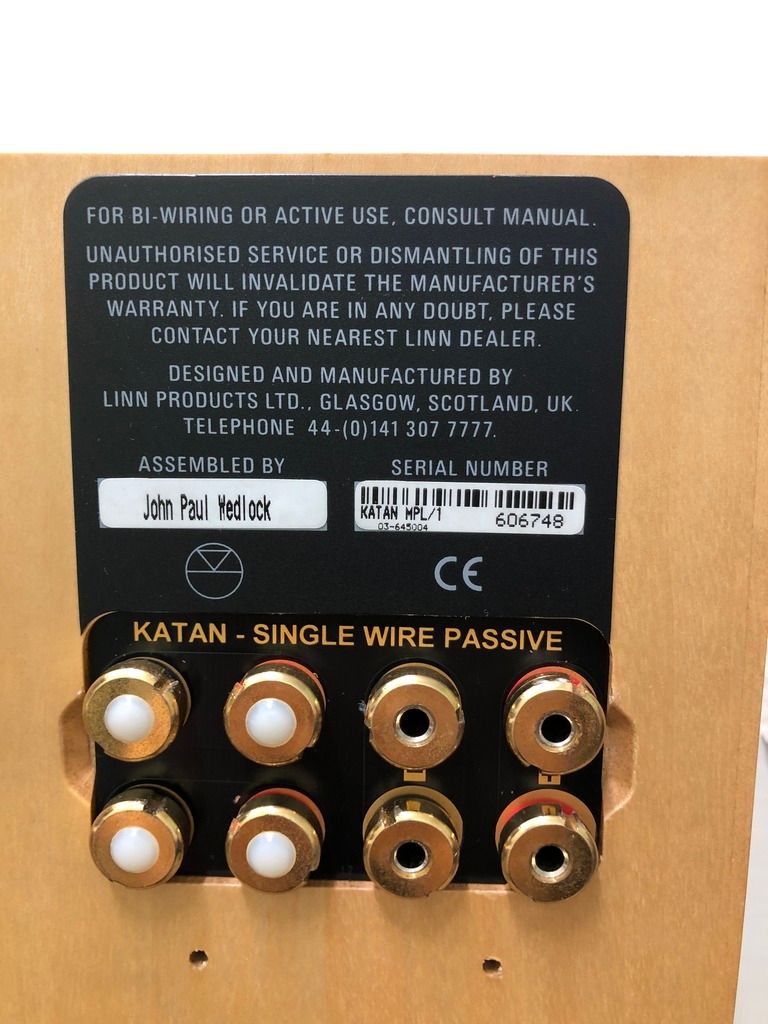 FOR BI-WIRING OR ACTIVE USE, CONSULT MANUAL.
UNAUTHORISED SERVICE OR DISMANTLING OF THIS
PRODUCT WILL INVALIDATE THE MANUFACTURER'S
WARRANTY. IF YOU ARE IN ANY DOUBT, PLEASE
CONTACT YOUR NEAREST LINN DEALER.
DESIGNED AND MANUFACTURED BY
LINN PRODUCTS LTD., GLASGOW, SCOTLAND, UK.
TELEPHONE 44-(0)141 307 7777.
ASSEMBLED BY
John Paul Wedlock
SERIAL NUMBER
KATAN MPL/1
03-645004
606748
CE
KATAN - SINGLE WIRE PASSIVE